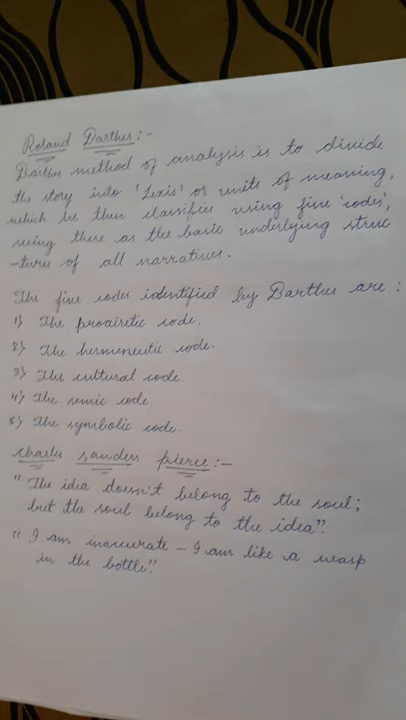 Roland Barthes:-
Barthes method of analysis is to divide
the story into 'Lexis' or units of meaning,
which he then classifies using five 'codes',
seeing these as the basic underlying struc
-tures of all narratives.
The five codes identified by Barthes are :
1) The proairetic code.
2) The hermeneutic code.
3) The cultural code.
4) The semic code.
5) The symbolic code.
Charles sanders pierce:-
"The idea doesn't belong to the soul;
but the soul belong to the idea".
"I am inaccurate - I am like a wasp
in the bottle".